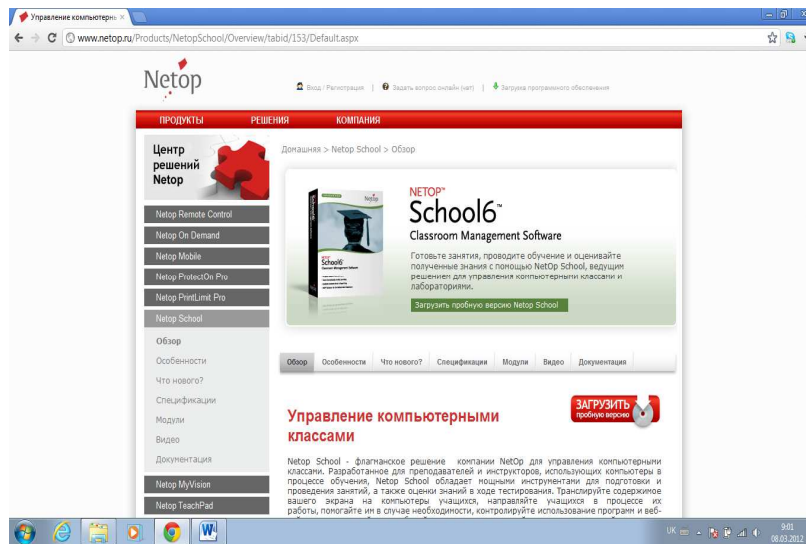 Управление компьютерн
www.netop.ru/Products/NetopSchool/Overview/tabid/153/Default.aspx
Netop
Вход / Регистрация | Задать вопрос онлайн (нет) | Загрузка программного обеспечения
ПРОДУКТЫ РЕШЕНИЯ КОМПАНИЯ
Центр
решений
Netop
Домашняя > Netop School > Обзор
NETOP™
School6™
Classroom Management Software
Готовьте занятия, проводите обучение и оценивайте
полученные знания с помощью NetOp School, ведущим
решением для управления компьютерными классами и
лабораториями.
Загрузить пробную версию Netop School
Netop
School6
Netop Remote Control
Netop On Demand
Netop Mobile
Netop ProtectOn Pro
Netop PrintLimit Pro
Netop School
Обзор
Особенности
Что нового?
Спецификации
Модули
Видео
Документация
Netop MyVision
Netop TeachPad
Обзор Особенности Что нового? Спецификации Модули Видео Документация
ЗАГРУЗИТЬ
пробную версию
Управление компьютерными
классами
Netop School - флагманское решение компании NetOp для управления компьютерными
классами. Разработанное для преподавателей и инструкторов, использующих компьютеры в
процессе обучения, Netop School обладает мощными инструментами для подготовки и
проведения занятий, а также оценки знаний в ходе тестирования. Транслируйте содержимое
вашего экрана на компьютеры учащихся, направляйте учащихся в процессе их
работы, помогайте им в случае необходимости, контролируйте использование программ и веб-
UK
9:01
08.03.2012